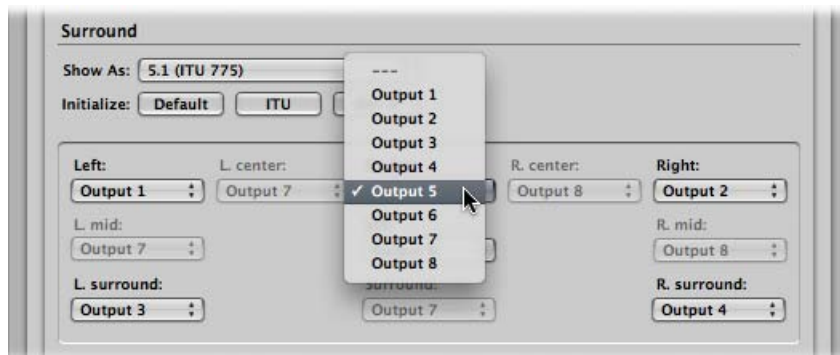 Surround
Show As: 5.1 (ITU 775)
Initialize: Default ITU
---
Output 1
Output 2
Output 3
Output 4
✓ Output 5
Output 6
Output 7
Output 8
Left: L. center: R. center: Right:
Output 1 Output 7 Output 8 Output 2
L. mid: R. mid:
Output 7 Output 8
L. surround: Surround: R. surround:
Output 3 Output 7 Output 4